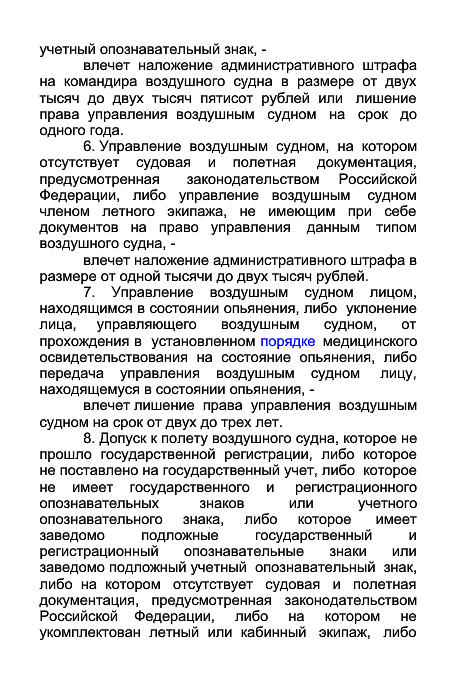 учетный опознавательный знак, -
влечет наложение административного штрафа
на командира воздушного судна в размере от двух
тысяч до двух тысяч пятисот рублей или лишение
права управления воздушным судном на срок до
одного года.
6. Управление воздушным судном, на котором
отсутствует судовая и полетная документация,
предусмотренная законодательством Российской
Федерации, либо управление воздушным судном
членом летного экипажа, не имеющим при себе
документов на право управления данным типом
воздушного судна, -
влечет наложение административного штрафа в
размере от одной тысячи до двух тысяч рублей.
7. Управление воздушным судном лицом,
находящимся в состоянии опьянения, либо уклонение
лица, управляющего воздушным судном, от
прохождения в установленном порядке медицинского
освидетельствования на состояние опьянения, либо
передача управления воздушным судном лицу,
находящемуся в состоянии опьянения, -
влечет лишение права управления воздушным
судном на срок от двух до трех лет.
8. Допуск к полету воздушного судна, которое не
прошло государственной регистрации, либо которое
не поставлено на государственный учет, либо которое
не имеет государственного и регистрационного
опознавательных знаков или учетного
опознавательного знака, либо которое имеет
заведомо подложные государственный и
регистрационный опознавательные знаки или
заведомо подложный учетный опознавательный знак,
либо на котором отсутствует судовая и полетная
документация, предусмотренная законодательством
Российской Федерации, либо на котором не
укомплектован летный или кабинный экипаж, либо